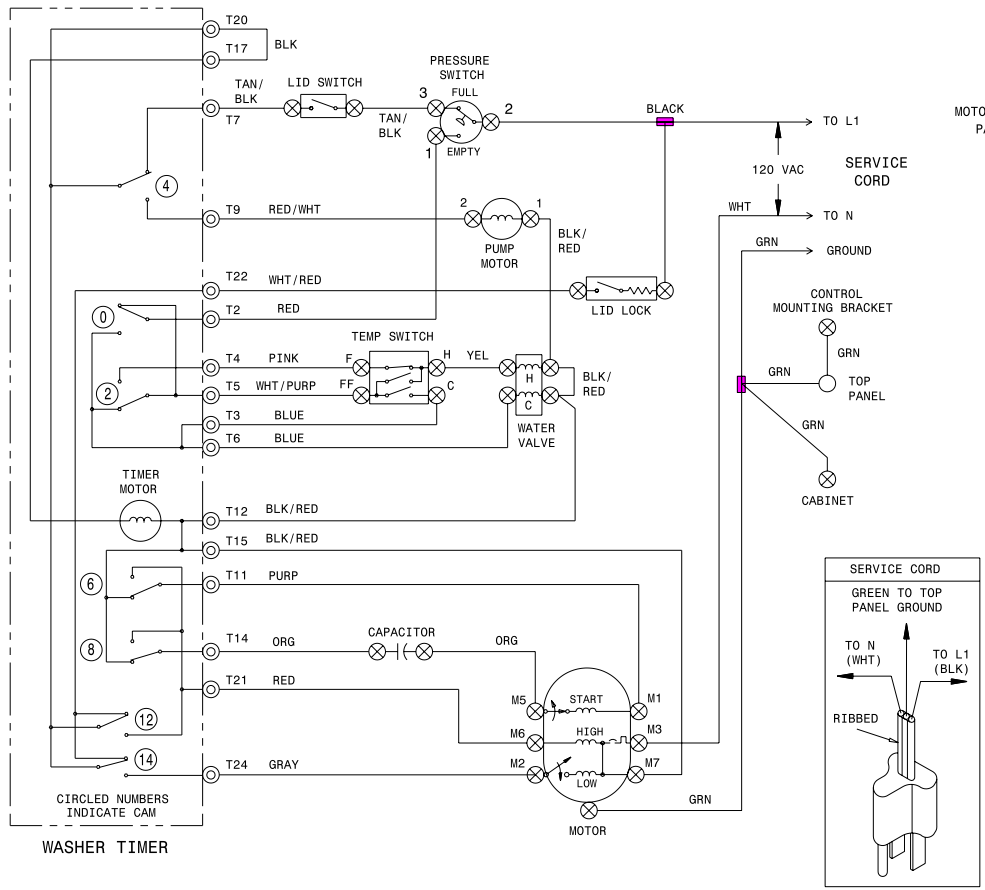 T20
BLK
T17
PRESSURE
SWITCH
TAN/
BLK
LID SWITCH
FULL
3
T7
TAN/
BLK
2
BLACK
TO L1
MOTO
PA
1
EMPTY
120 VAC
SERVICE
CORD
4
T9
RED/WHT
2
1
WHT
TO N
PUMP
MOTOR
BLK/
RED
GRN
GROUND
T22
WHT/RED
LID LOCK
CONTROL
MOUNTING BRACKET
0
T2
RED
TEMP SWITCH
GRN
T4
PINK
F
H
YEL
H
BLK/
RED
GRN
TOP
PANEL
2
T5
WHT/PURP
FF
C
C
T3
BLUE
GRN
T6
BLUE
WATER
VALVE
TIMER
MOTOR
CABINET
T12
BLK/RED
T15
BLK/RED
6
T11
PURP
SERVICE CORD
GREEN TO TOP
PANEL GROUND
8
T14
ORG
CAPACITOR
ORG
TO N
(WHT)
TO L1
(BLK)
T21
RED
M5
START
M1
12
M6
HIGH
M3
RIBBED
14
T24
GRAY
M2
LOW
M7
CIRCLED NUMBERS
INDICATE CAM
GRN
MOTOR
WASHER TIMER